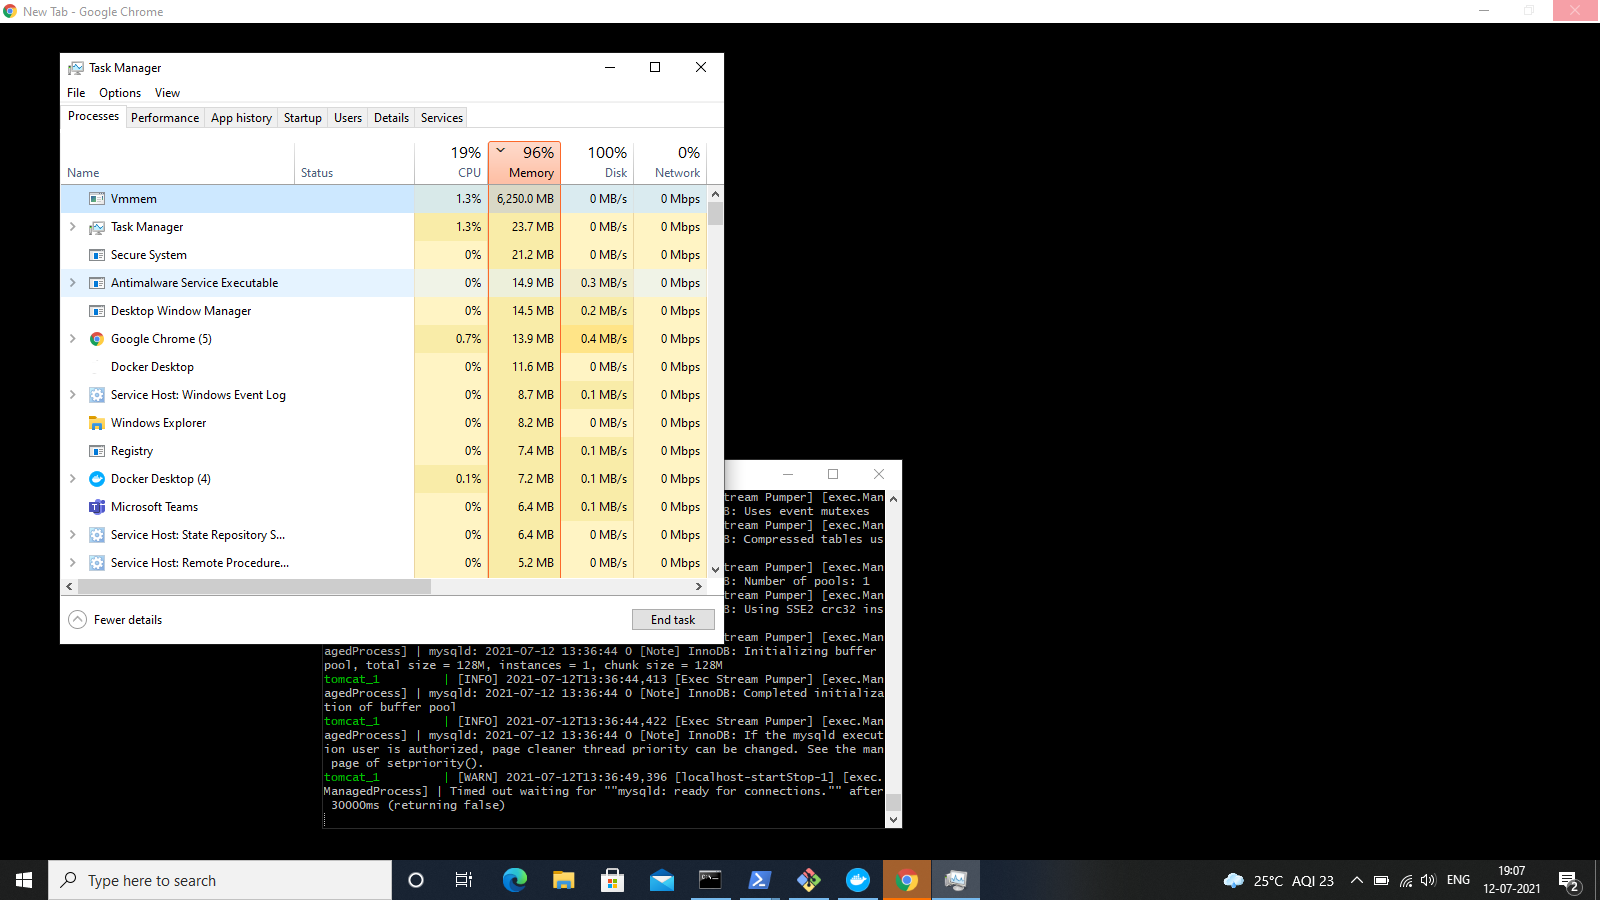 New Tab - Google Chrome
Task Manager
File Options View
Processes Performance App history Startup Users Details Services
19% 96% 100% 0%
Name Status CPU Memory Disk Network
Vmmem 1.3% 6,250.0 MB 0 MB/s 0 Mbps
Task Manager 1.3% 23.7 MB 0 MB/s 0 Mbps
Secure System 0% 21.2 MB 0 MB/s 0 Mbps
Antimalware Service Executable 0% 14.9 MB 0.3 MB/s 0 Mbps
Desktop Window Manager 0% 14.5 MB 0.2 MB/s 0 Mbps
Google Chrome (5) 0.7% 13.9 MB 0.4 MB/s 0 Mbps
Docker Desktop 0% 11.6 MB 0 MB/s 0 Mbps
Service Host: Windows Event Log 0% 8.7 MB 0.1 MB/s 0 Mbps
Windows Explorer 0% 8.2 MB 0 MB/s 0 Mbps
Registry 0% 7.4 MB 0.1 MB/s 0 Mbps
Docker Desktop (4) 0.1% 7.2 MB 0.1 MB/s 0 Mbps
Microsoft Teams 0% 6.4 MB 0.1 MB/s 0 Mbps
Service Host: State Repository S... 0% 6.4 MB 0 MB/s 0 Mbps
Service Host: Remote Procedure... 0% 5.2 MB 0 MB/s 0 Mbps
Fewer details End task
tream Pumper] [exec.Man
B: Uses event mutexes
tream Pumper] [exec.Man
B: Compressed tables us
tream Pumper] [exec.Man
B: Number of pools: 1
tream Pumper] [exec.Man
B: Using SSE2 crc32 ins
tream Pumper] [exec.Man
agedProcess] | mysqld: 2021-07-12 13:36:44 0 [Note] InnoDB: Initializing buffer
pool, total size = 128M, instances = 1, chunk size = 128M
tomcat_1 | [INFO] 2021-07-12T13:36:44,413 [Exec Stream Pumper] [exec.Man
agedProcess] | mysqld: 2021-07-12 13:36:44 0 [Note] InnoDB: Completed initializa
tion of buffer pool
tomcat_1 | [INFO] 2021-07-12T13:36:44,422 [Exec Stream Pumper] [exec.Man
agedProcess] | mysqld: 2021-07-12 13:36:44 0 [Note] InnoDB: If the mysqld execut
ion user is authorized, page cleaner thread priority can be changed. See the man
page of setpriority().
tomcat_1 | [WARN] 2021-07-12T13:36:49,396 [localhost-startStop-1] [exec.
ManagedProcess] | Timed out waiting for ""mysqld: ready for connections."" after
30000ms (returning false)
Type here to search
25°C AQI 23 ENG
19:07
12-07-2021
2